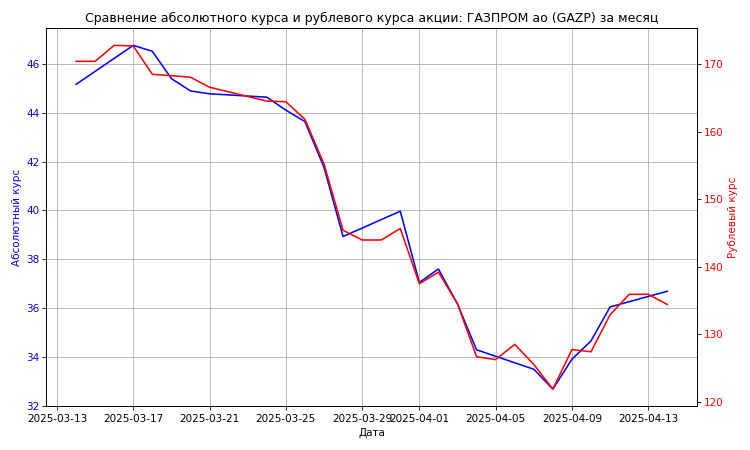 Сравнение абсолютного курса и рублевого курса акции: ГАЗПРОМ ао (GAZP) за месяц
Абсолютный курс
46
44
42
40
38
36
34
32
170
160
150
140
130
120
Рублевый курс
2025-03-13 2025-03-17 2025-03-21 2025-03-25 2025-03-29 2025-04-01 2025-04-05 2025-04-09 2025-04-13
Дата